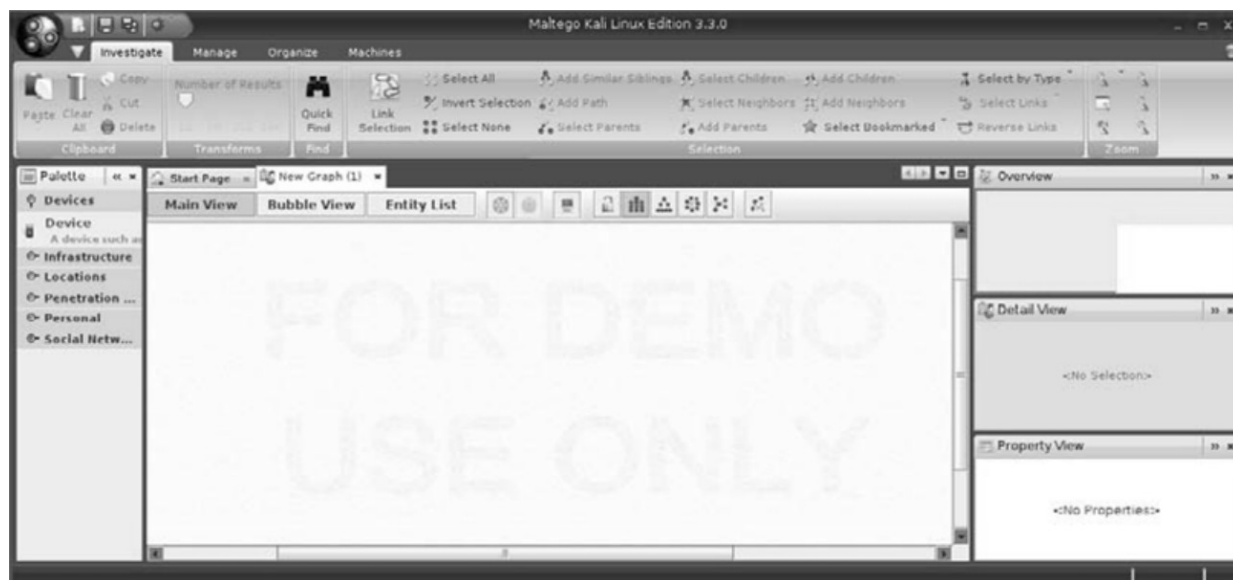 Maltego Kali Linux Edition 3.3.0
Investigate Manage Organize Machines
Paste
Clear All
Copy
Cut
Delete
Clipboard
Number of Results
Transforms
Quick Find
Find
Link Selection
Select All
Invert Selection
Select None
Add Similar Siblings
Add Path
Select Parents
Select Children
Select Neighbors
Add Parents
Add Children
Add Neighbors
Select Bookmarked
Select by Type
Select Links
Reverse Links
Selection
Zoom
Palette
Devices
Device
A device such as
Infrastructure
Locations
Penetration ...
Personal
Social Netw...
Start Page
New Graph (1)
Main View Bubble View Entity List
FOR DEMO
USE ONLY
Overview
Detail View
<No Selection>
Property View
<No Properties>